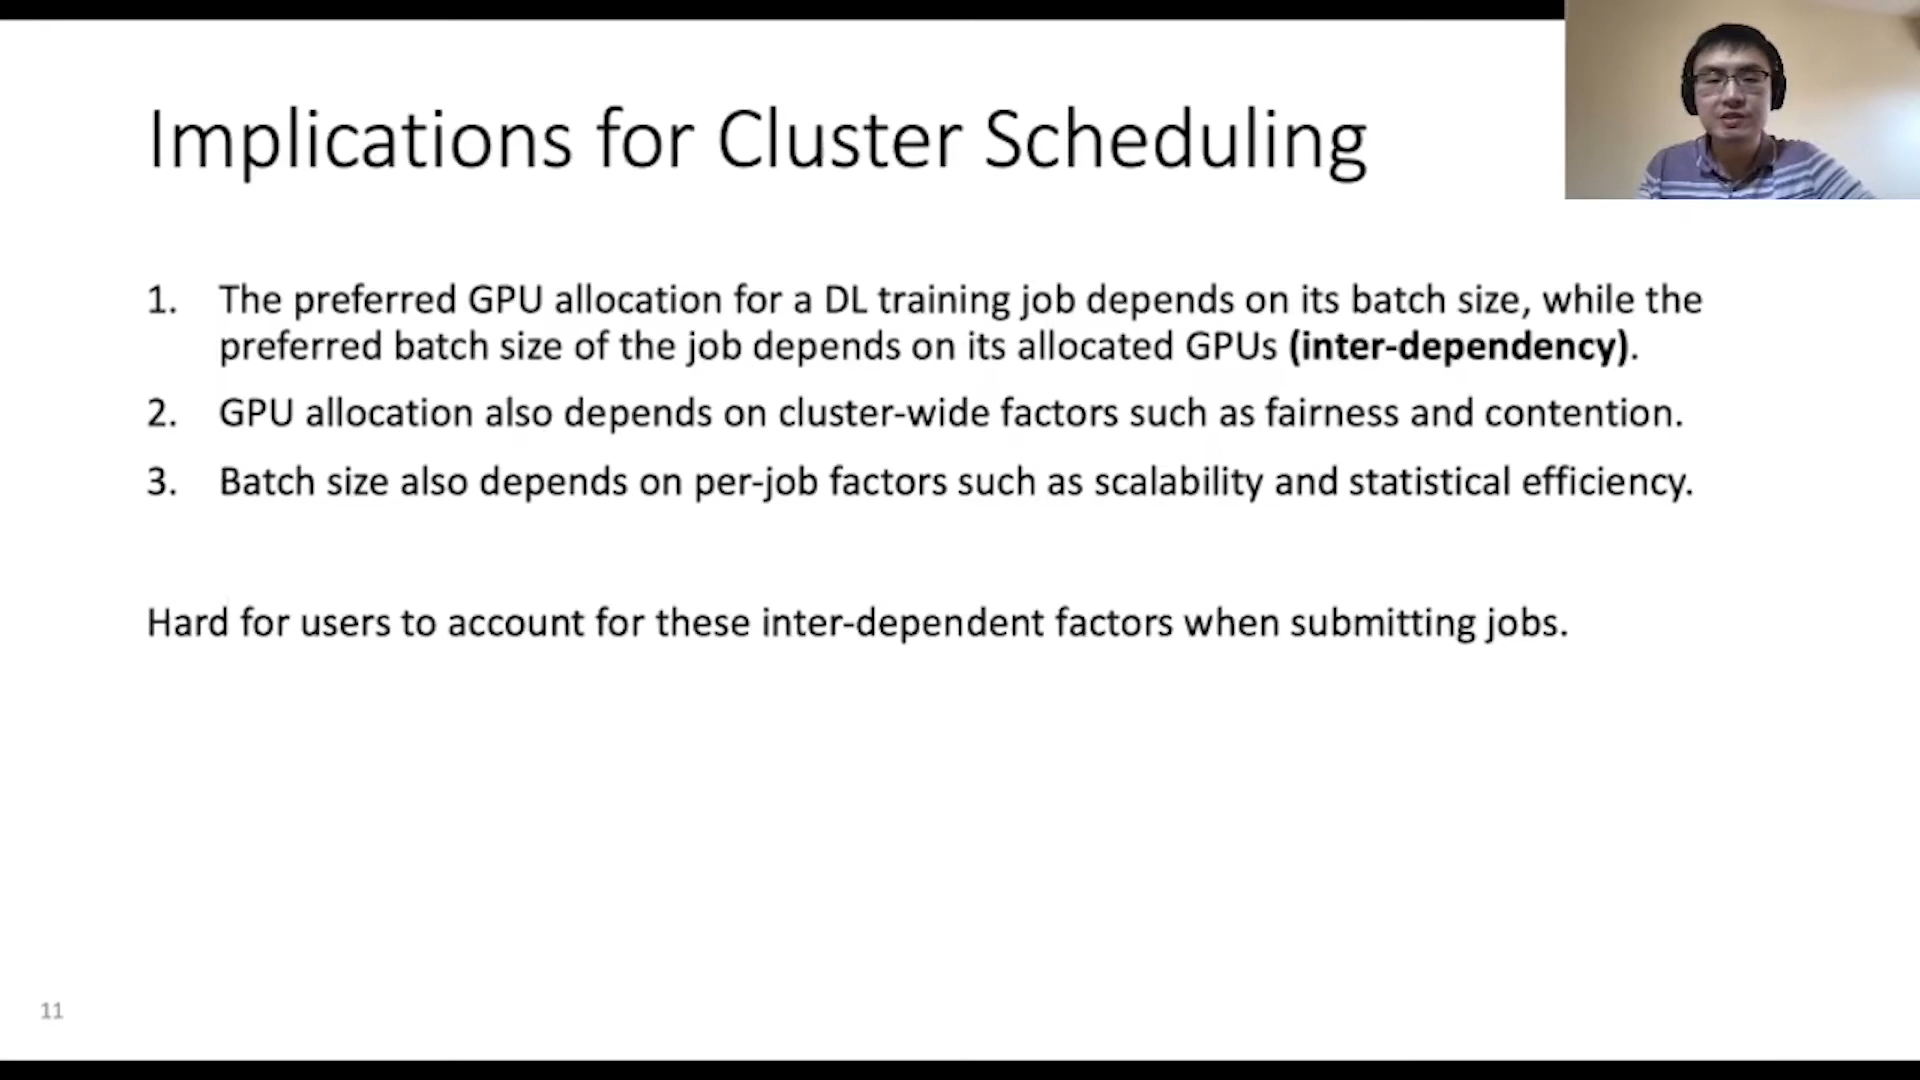 Implications for Cluster Scheduling
1. The preferred GPU allocation for a DL training job depends on its batch size, while the
preferred batch size of the job depends on its allocated GPUs (inter-dependency).
2. GPU allocation also depends on cluster-wide factors such as fairness and contention.
3. Batch size also depends on per-job factors such as scalability and statistical efficiency.
Hard for users to account for these inter-dependent factors when submitting jobs.
11